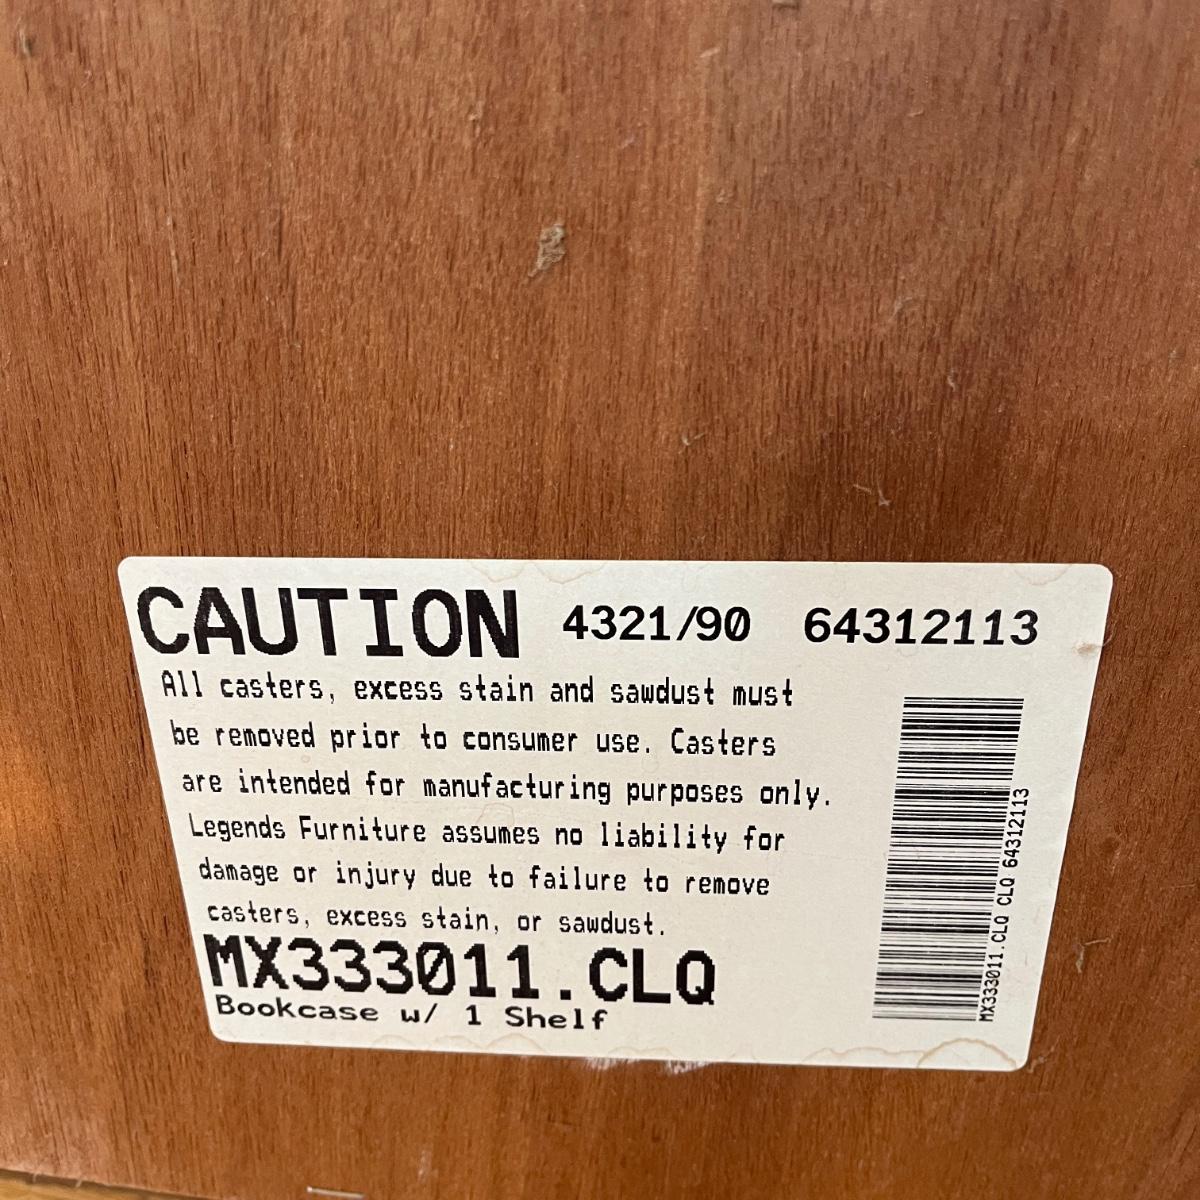 CAUTION 4321/90 64312113
All casters, excess stain and sawdust must
be removed prior to consumer use. Casters
are intended for manufacturing purposes only.
Legends Furniture assumes no liability for
damage or injury due to failure to remove
casters, excess stain, or sawdust.
MX333011.CLQ
Bookcase w/ 1 Shelf
MX333011.CLQ CLQ 64312113